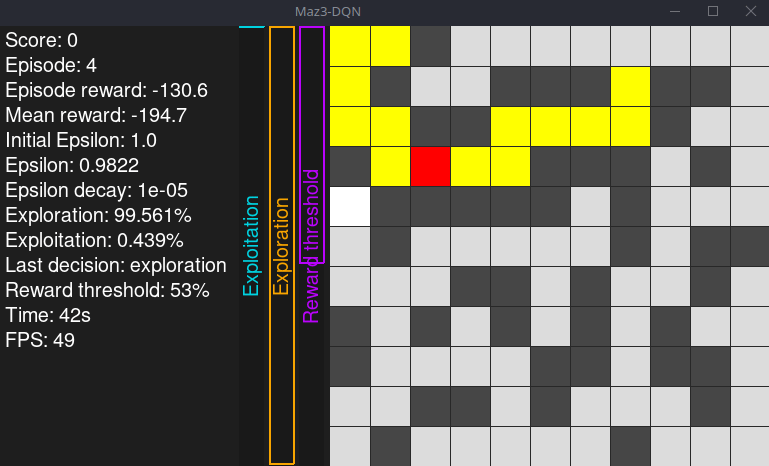 Maz3-DQN
Score: 0
Episode: 4
Episode reward: -130.6
Mean reward: -194.7
Initial Epsilon: 1.0
Epsilon: 0.9822
Epsilon decay: 1e-05
Exploration: 99.561%
Exploitation: 0.439%
Last decision: exploration
Reward threshold: 53%
Time: 42s
FPS: 49
Exploitation
Exploration
Reward threshold